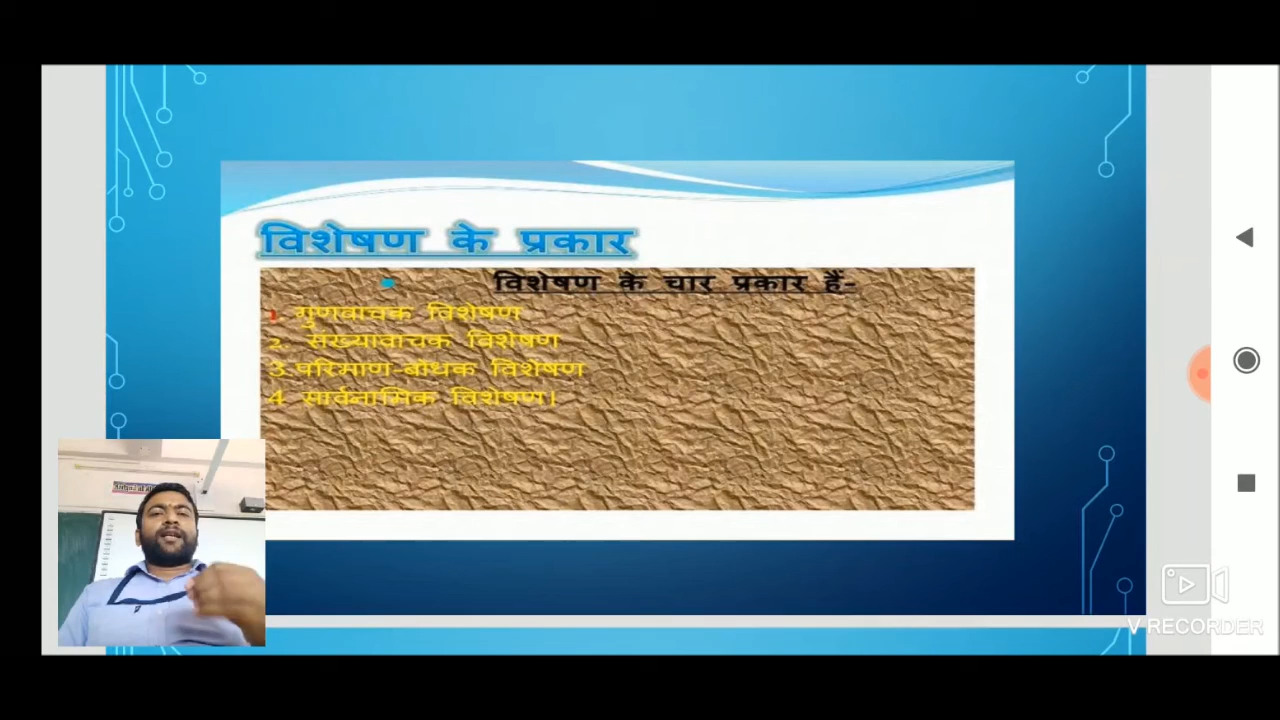 विशेषण के प्रकार
विशेषण के चार प्रकार हैं-
1. गुणवाचक विशेषण
2. संख्यावाचक विशेषण
3 परिमाण-बोधक विशेषण
4 सार्वनामिक विशेषण।
V RECORDER